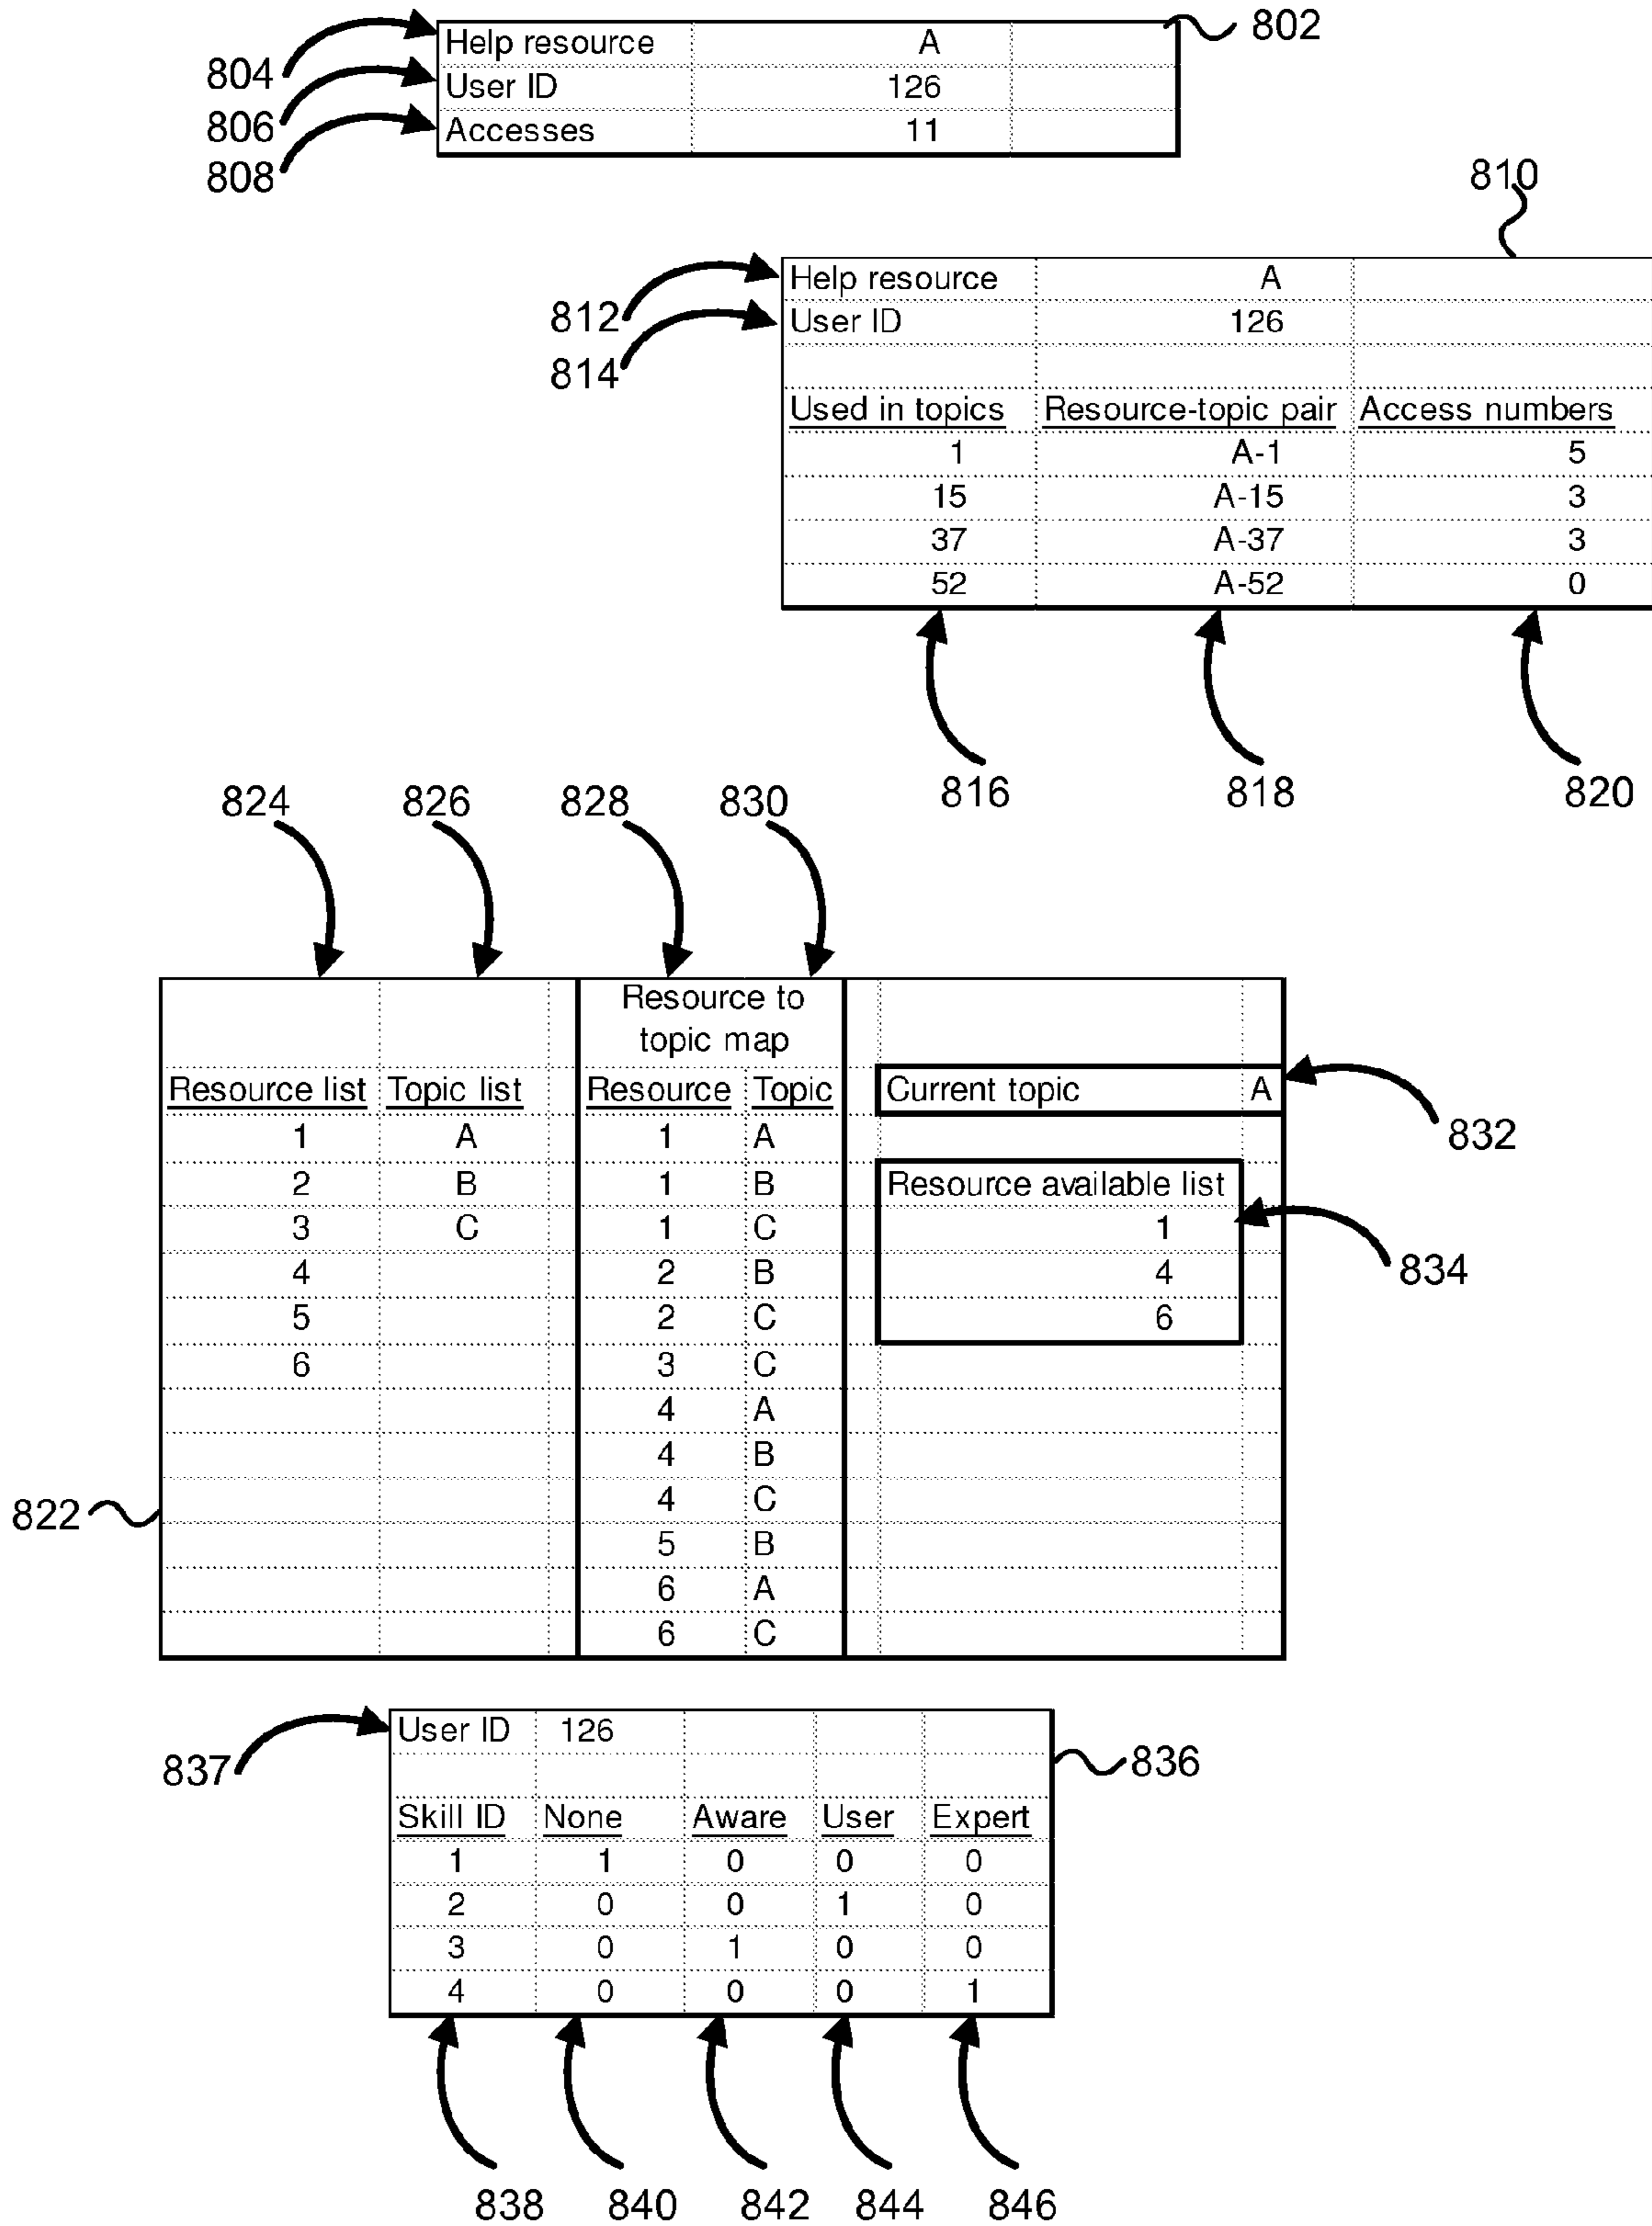 802
804
Help resource A
806
User ID 126
808
Accesses 11
810
812
Help resource A
814
User ID 126
Used in topics Resource-topic pair Access numbers
1 A-1 5
15 A-15 3
37 A-37 3
52 A-52 0
816 818 820
824 826 828 830
Resource to
topic map
Resource list Topic list Resource Topic Current topic A
832
1 A 1 A
2 B 1 B Resource available list
3 C 1 C 1
834
4 2 B 4
5 2 C 6
6 3 C
4 A
4 B
4 C
822
5 B
6 A
6 C
User ID 126
837
836
Skill ID None Aware User Expert
1 1 0 0 0
2 0 0 1 0
3 0 1 0 0
4 0 0 0 1
838 840 842 844 846